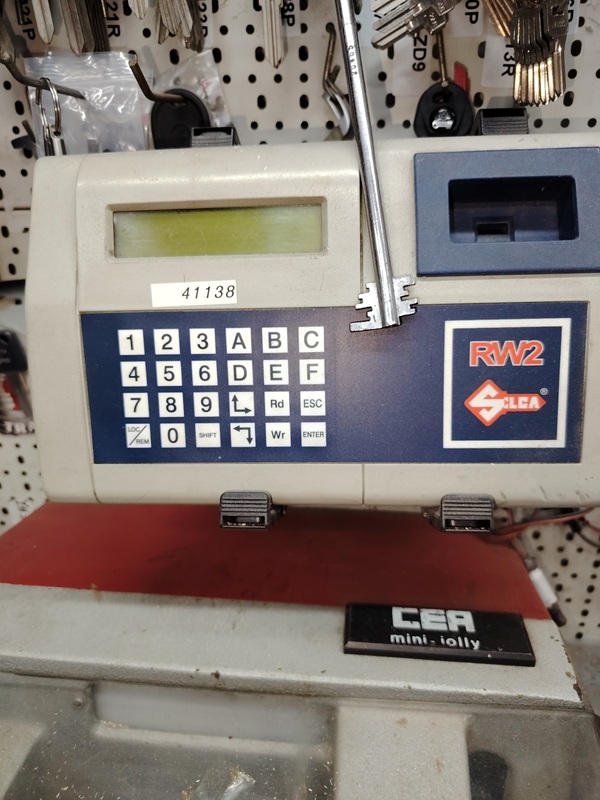 ZD9
41138
1 2 3 A B C
4 5 6 D E F
7 8 9 Rd ESC
LOC/REM 0 SHIFT Wr ENTER
RW2
SILCA®
CEA
mini-jolly